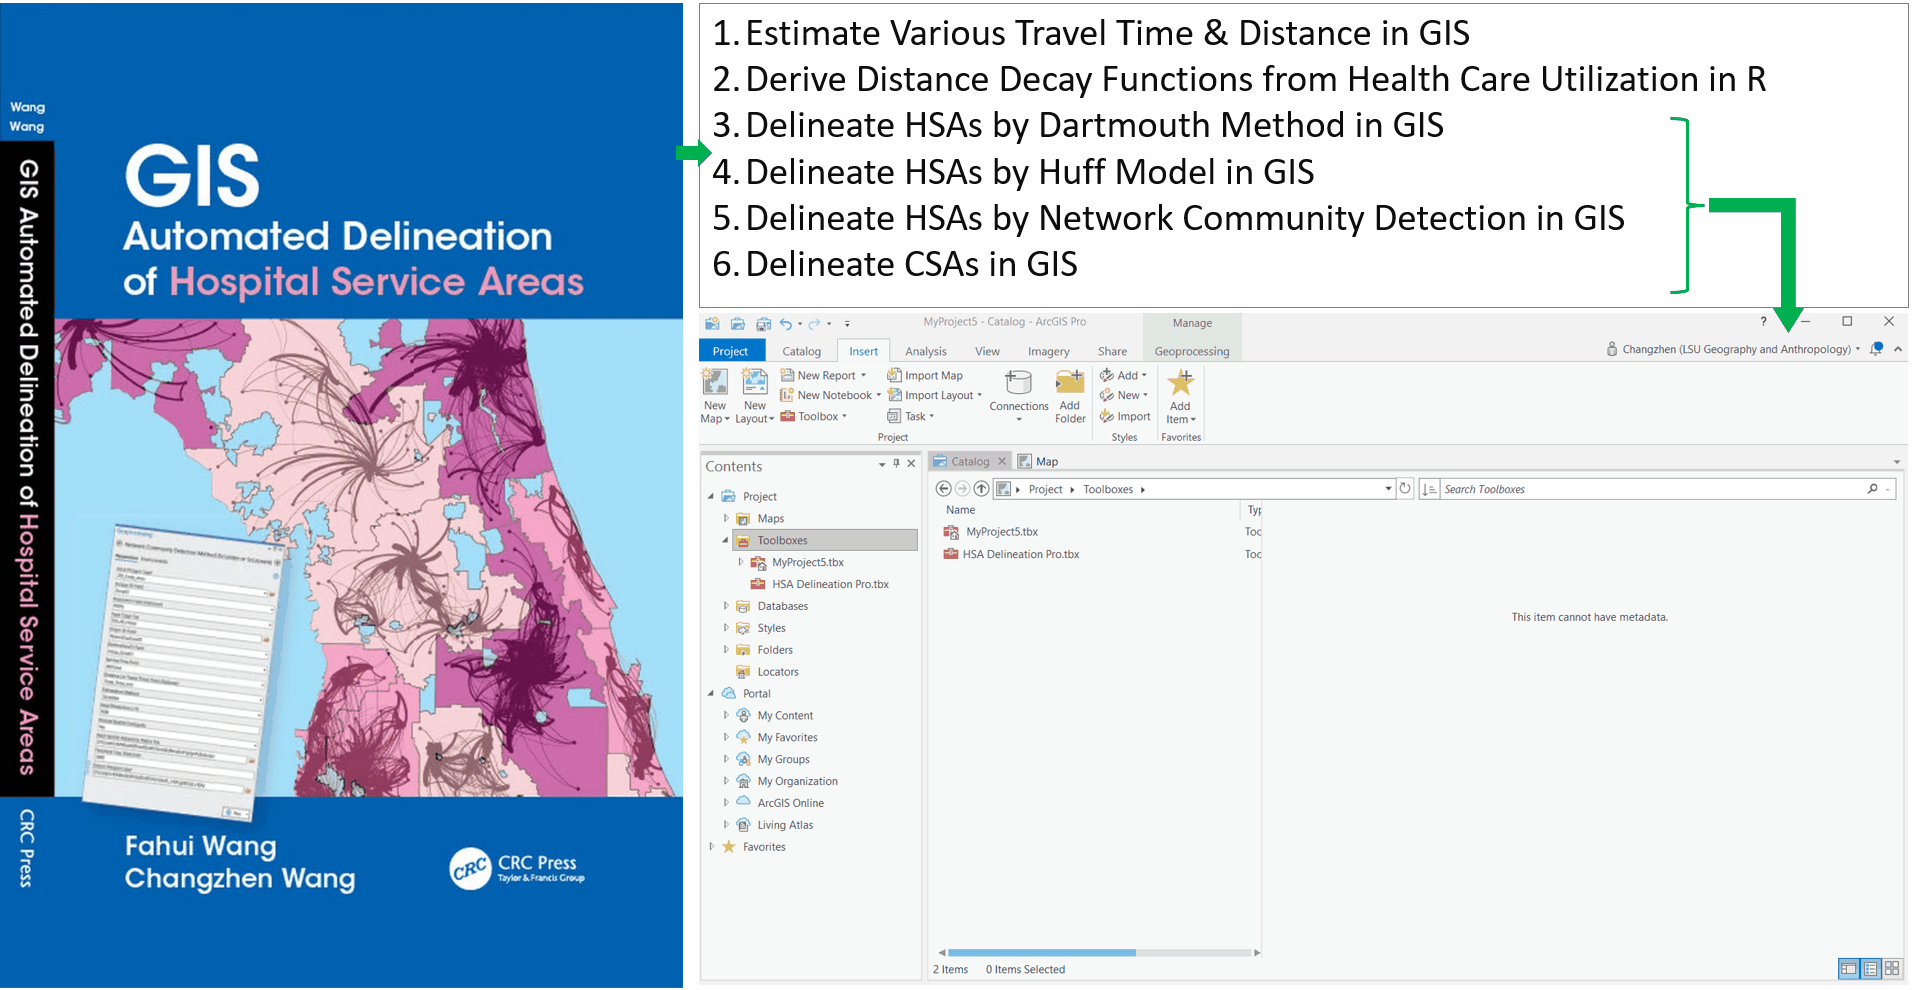 Wang
Wang
GIS Automated Delineation of Hospital Service Areas
CRC Press
GIS
Automated Delineation
of Hospital Service Areas
Fahui Wang
Changzhen Wang
CRC
CRC Press
Taylor & Francis Group
1. Estimate Various Travel Time & Distance in GIS
2. Derive Distance Decay Functions from Health Care Utilization in R
3. Delineate HSAs by Dartmouth Method in GIS
4. Delineate HSAs by Huff Model in GIS
5. Delineate HSAs by Network Community Detection in GIS
6. Delineate CSAs in GIS
MyProject5 - Catalog - ArcGIS Pro
Manage
?
Project
Catalog
Insert
Analysis
View
Imagery
Share
Geoprocessing
Changzhen (LSU Geography and Anthropology)
New Map
New Layout
New Report
New Notebook
Toolbox
Import Map
Import Layout
Task
Connections
Add Folder
Add
New
Import
Add Item
Project
Styles
Favorites
Contents
Project
Maps
Toolboxes
MyProject5.tbx
HSA Delineation Pro.tbx
Databases
Styles
Folders
Locators
Portal
My Content
My Favorites
My Groups
My Organization
ArcGIS Online
Living Atlas
Favorites
Catalog
Map
Project
Toolboxes
Search Toolboxes
Name
Typ
MyProject5.tbx
Toc
HSA Delineation Pro.tbx
Toc
This item cannot have metadata.
2 Items
0 Items Selected